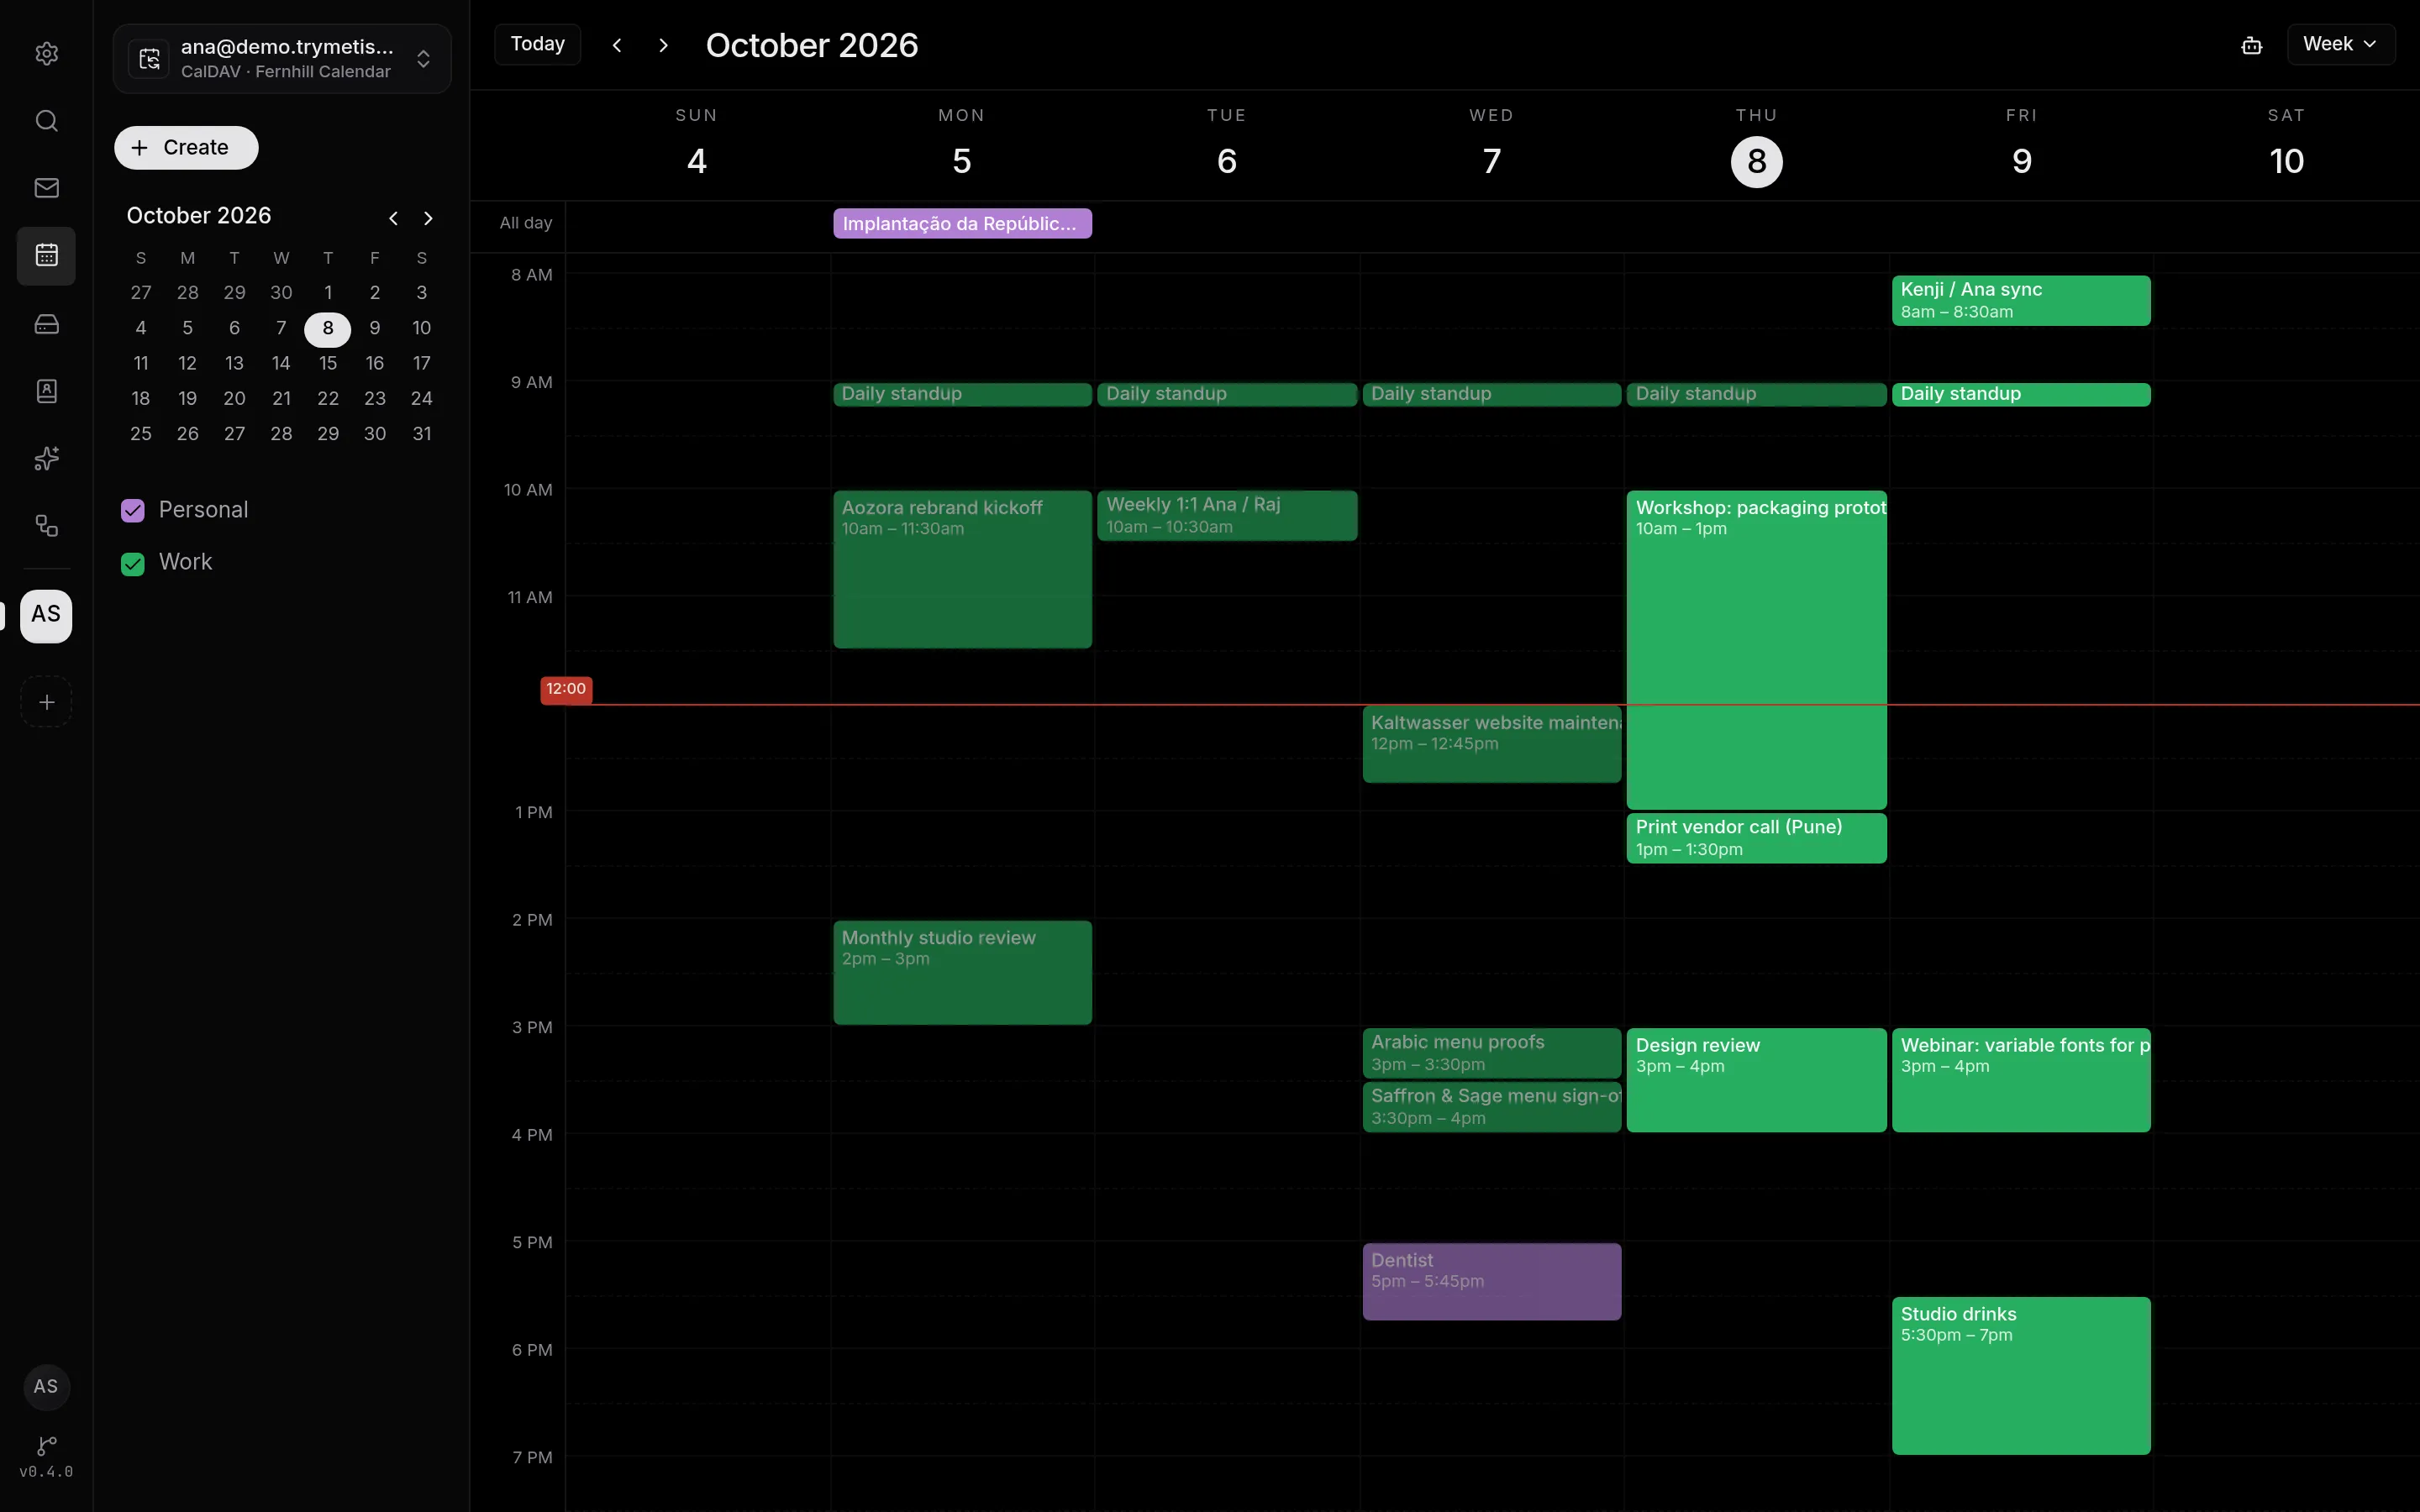 ana@demo.trymetis...
CalDAV · Fernhill Calendar
Create
October 2026
S M T W T F S
27 28 29 30 1 2 3
4 5 6 7 8 9 10
11 12 13 14 15 16 17
18 19 20 21 22 23 24
25 26 27 28 29 30 31
Personal
Work
AS
AS
v0.4.0
Today
October 2026
Week
SUN MON TUE WED THU FRI SAT
4 5 6 7 8 9 10
All day
Implantação da Repúblic...
8 AM
9 AM
10 AM
11 AM
12:00
1 PM
2 PM
3 PM
4 PM
5 PM
6 PM
7 PM
Daily standup
Aozora rebrand kickoff
10am – 11:30am
Monthly studio review
2pm – 3pm
Daily standup
Weekly 1:1 Ana / Raj
10am – 10:30am
Daily standup
Kaltwasser website maintena
12pm – 12:45pm
Arabic menu proofs
3pm – 3:30pm
Saffron & Sage menu sign-of
3:30pm – 4pm
Dentist
5pm – 5:45pm
Daily standup
Workshop: packaging protot
10am – 1pm
Print vendor call (Pune)
1pm – 1:30pm
Design review
3pm – 4pm
Kenji / Ana sync
8am – 8:30am
Daily standup
Webinar: variable fonts for p
3pm – 4pm
Studio drinks
5:30pm – 7pm